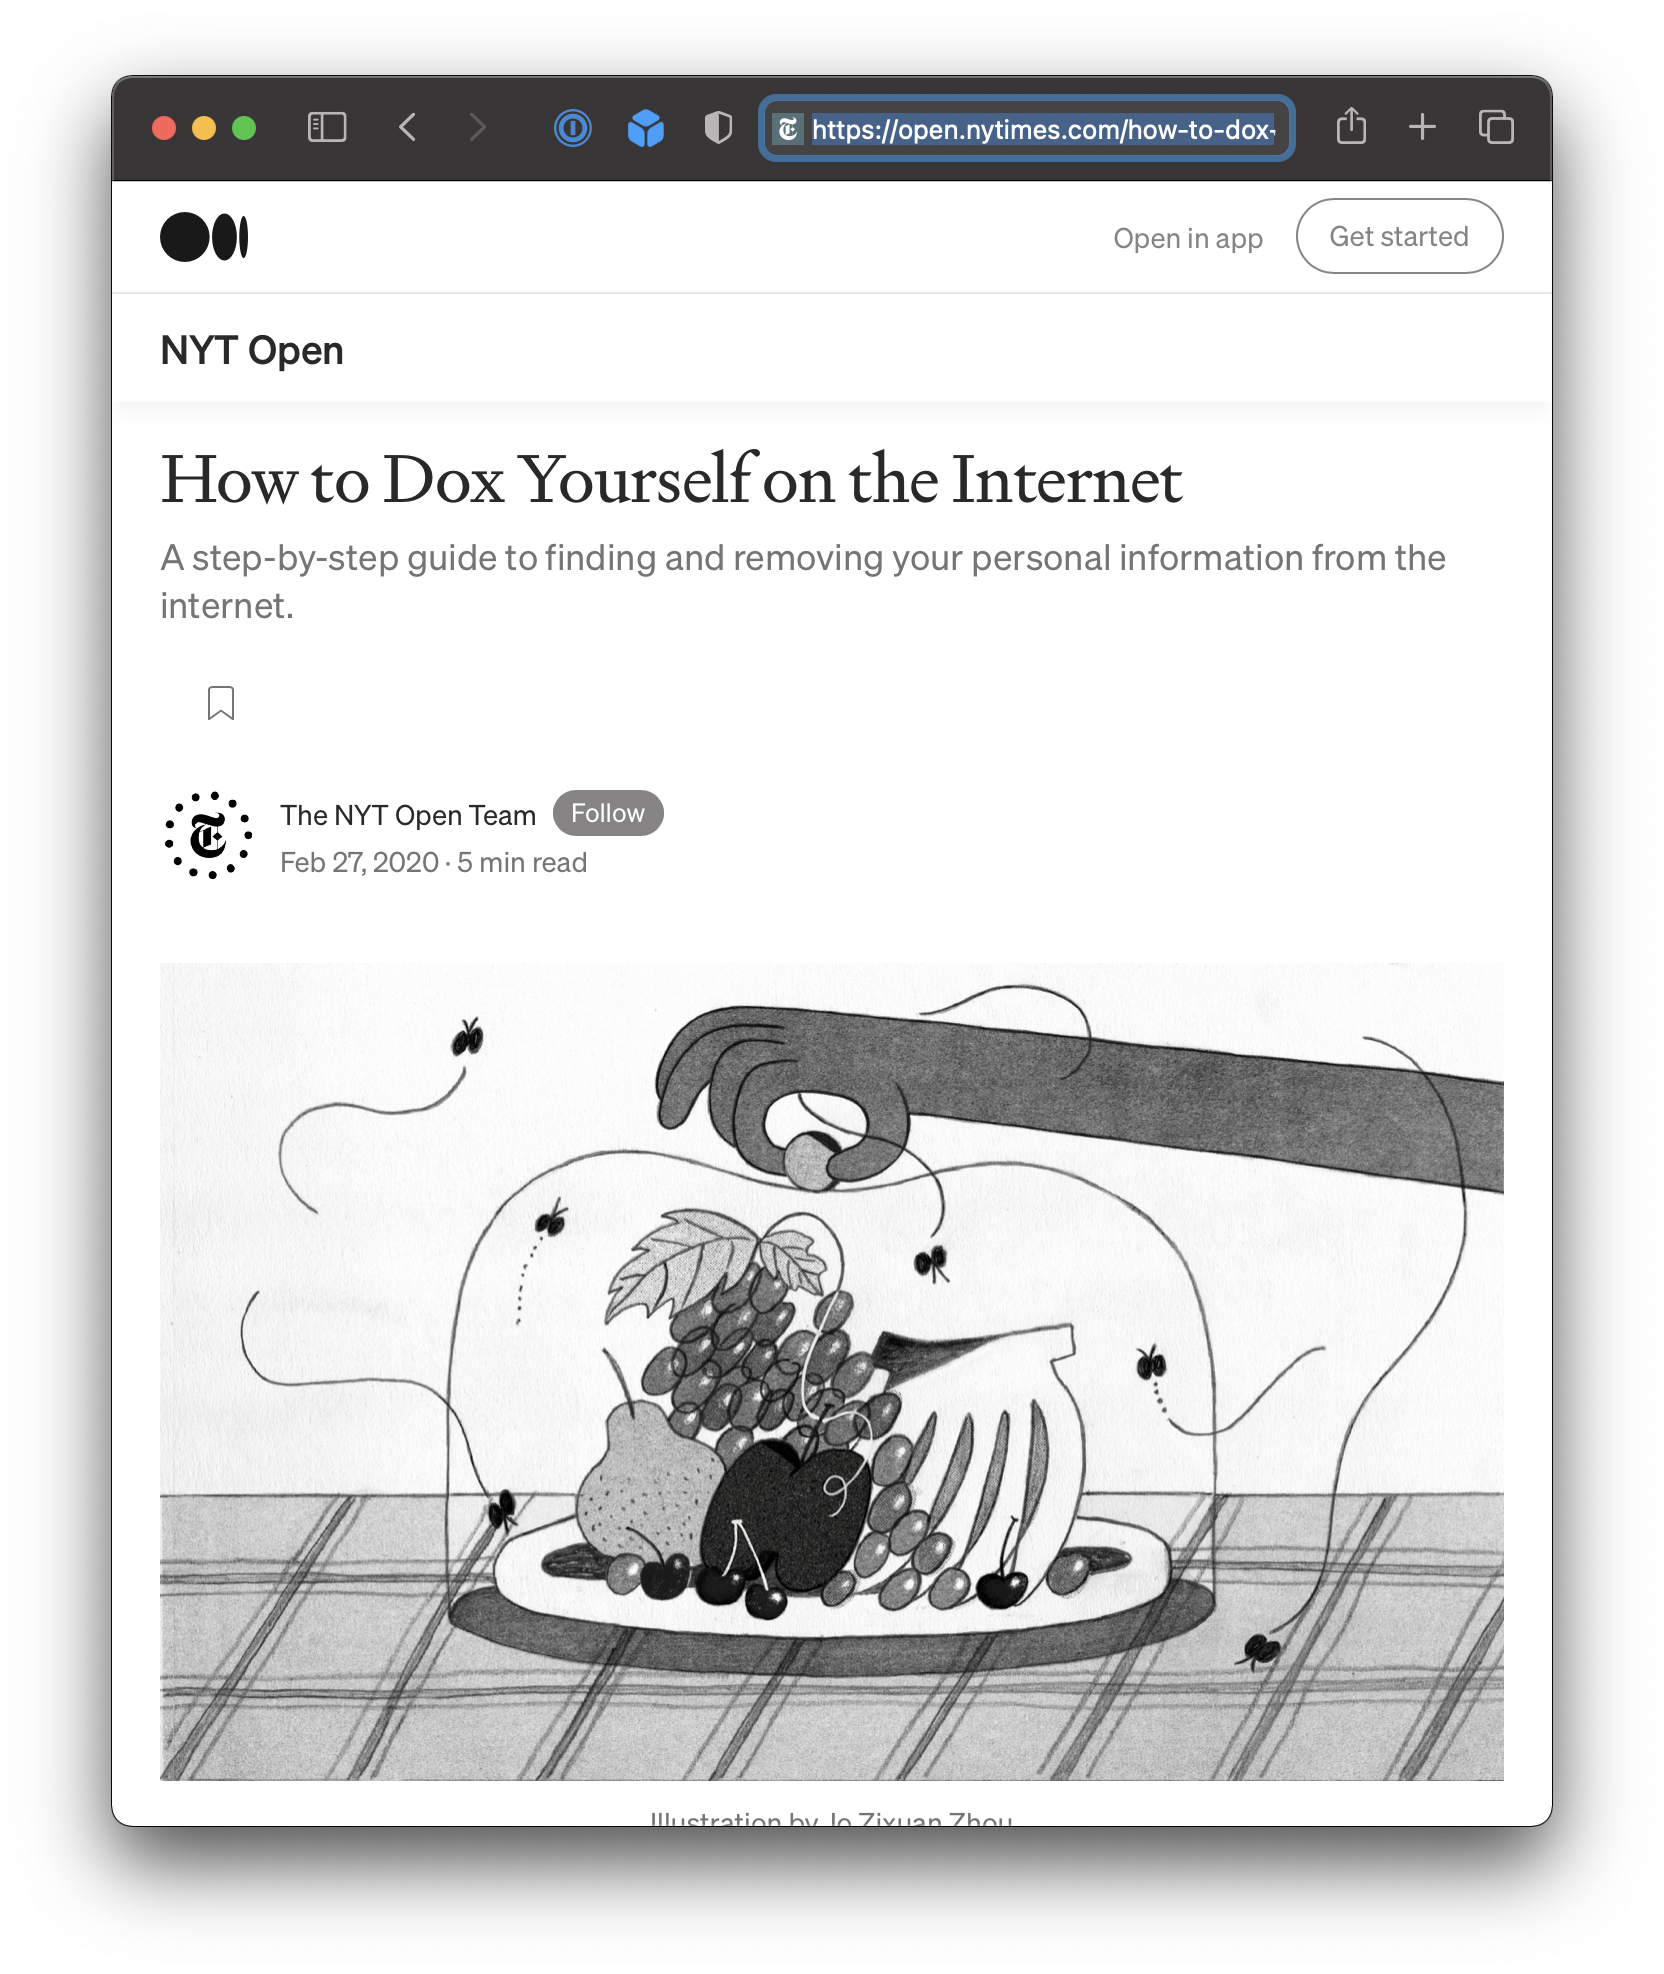 https://open.nytimes.com/how-to-dox-
Open in app
Get started
NYT Open
How to Dox Yourself on the Internet
A step-by-step guide to finding and removing your personal information from the
internet.
The NYT Open Team
Follow
Feb 27, 2020 · 5 min read
Illustration by Jo Zixuan Zhou